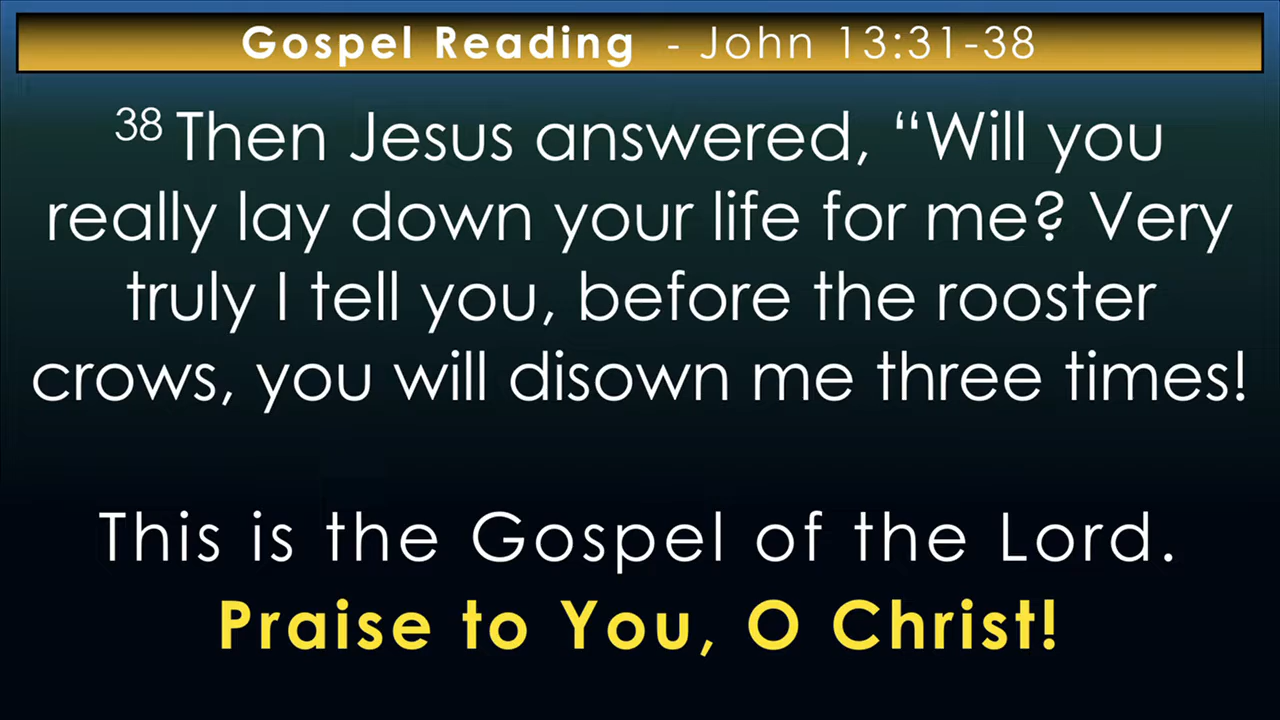 Gospel Reading - John 13:31-38
38 Then Jesus answered, “Will you
really lay down your life for me? Very
truly I tell you, before the rooster
crows, you will disown me three times!
This is the Gospel of the Lord.
Praise to You, O Christ!